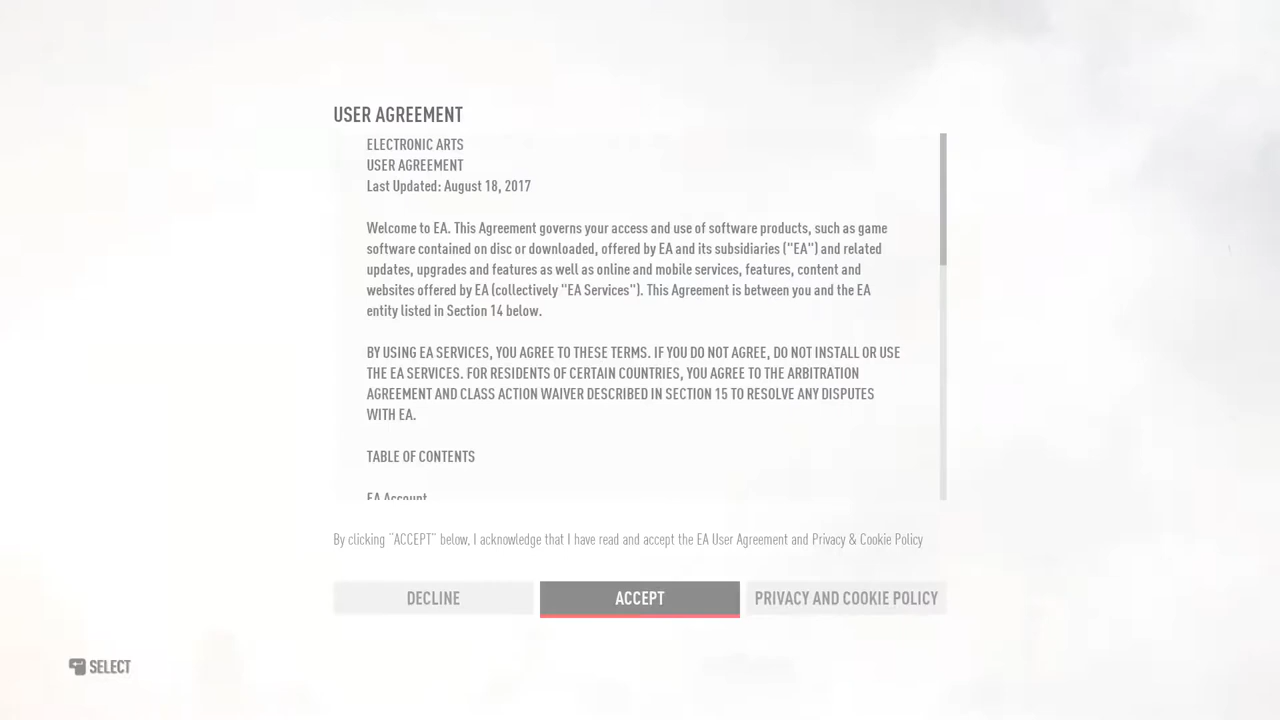 USER AGREEMENT
ELECTRONIC ARTS
USER AGREEMENT
Last Updated: August 18, 2017
Welcome to EA. This Agreement governs your access and use of software products, such as game
software contained on disc or downloaded, offered by EA and its subsidiaries ("EA") and related
updates, upgrades and features as well as online and mobile services, features, content and
websites offered by EA (collectively "EA Services"). This Agreement is between you and the EA
entity listed in Section 14 below.
BY USING EA SERVICES, YOU AGREE TO THESE TERMS. IF YOU DO NOT AGREE, DO NOT INSTALL OR USE
THE EA SERVICES. FOR RESIDENTS OF CERTAIN COUNTRIES, YOU AGREE TO THE ARBITRATION
AGREEMENT AND CLASS ACTION WAIVER DESCRIBED IN SECTION 15 TO RESOLVE ANY DISPUTES
WITH EA.
TABLE OF CONTENTS
EA Account
By clicking "ACCEPT" below, I acknowledge that I have read and accept the EA User Agreement and Privacy & Cookie Policy
DECLINE
ACCEPT
PRIVACY AND COOKIE POLICY
SELECT